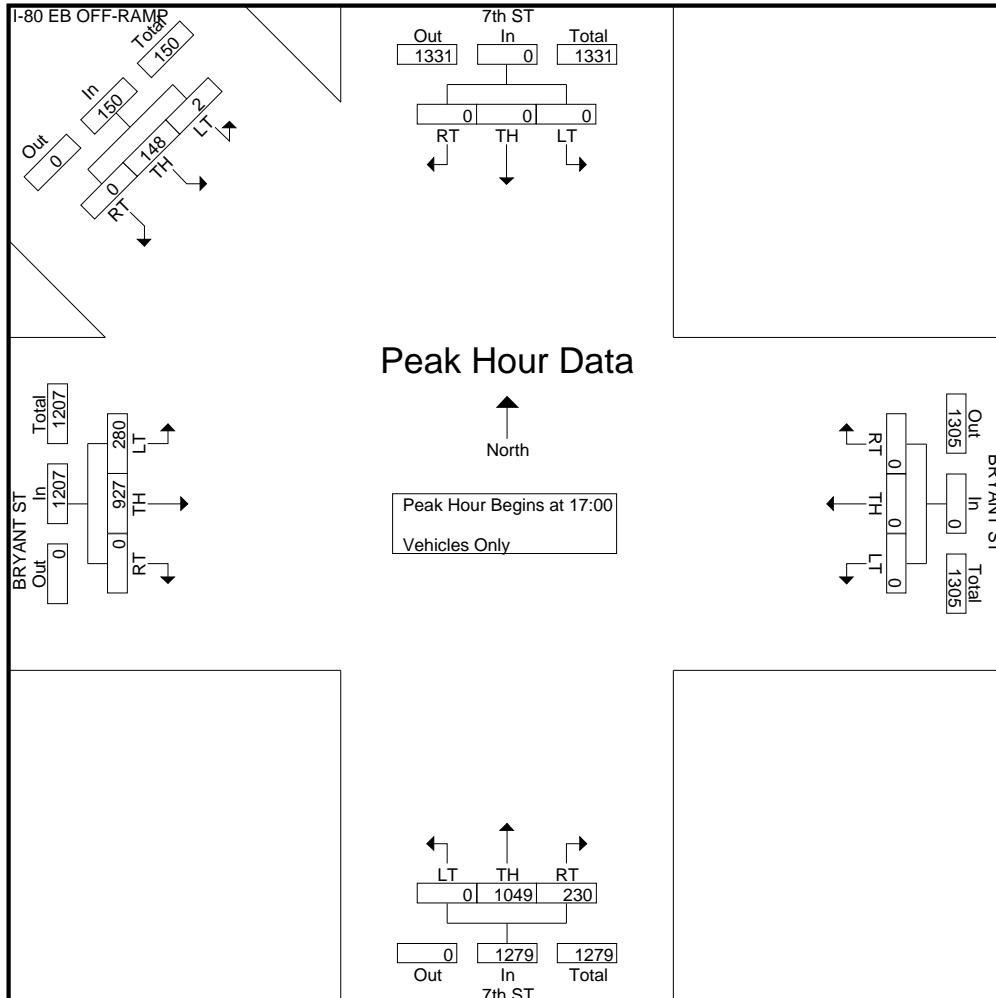 I-80 EB OFF-RAMP
Total
150
In
150
Out
0
2
LT
148
TH
0
RT
7th ST
Out In Total
1331 0 1331
0 0 0
RT TH LT
Peak Hour Data
North
Peak Hour Begins at 17:00
Vehicles Only
BRYANT ST
Total
1207
In
1207
Out
0
280
LT
927
TH
0
RT
BRYANT ST
Out
1305
In
0
Total
1305
RT
0
TH
0
LT
0
LT TH RT
0 1049 230
0 1279 1279
Out In Total
7th ST